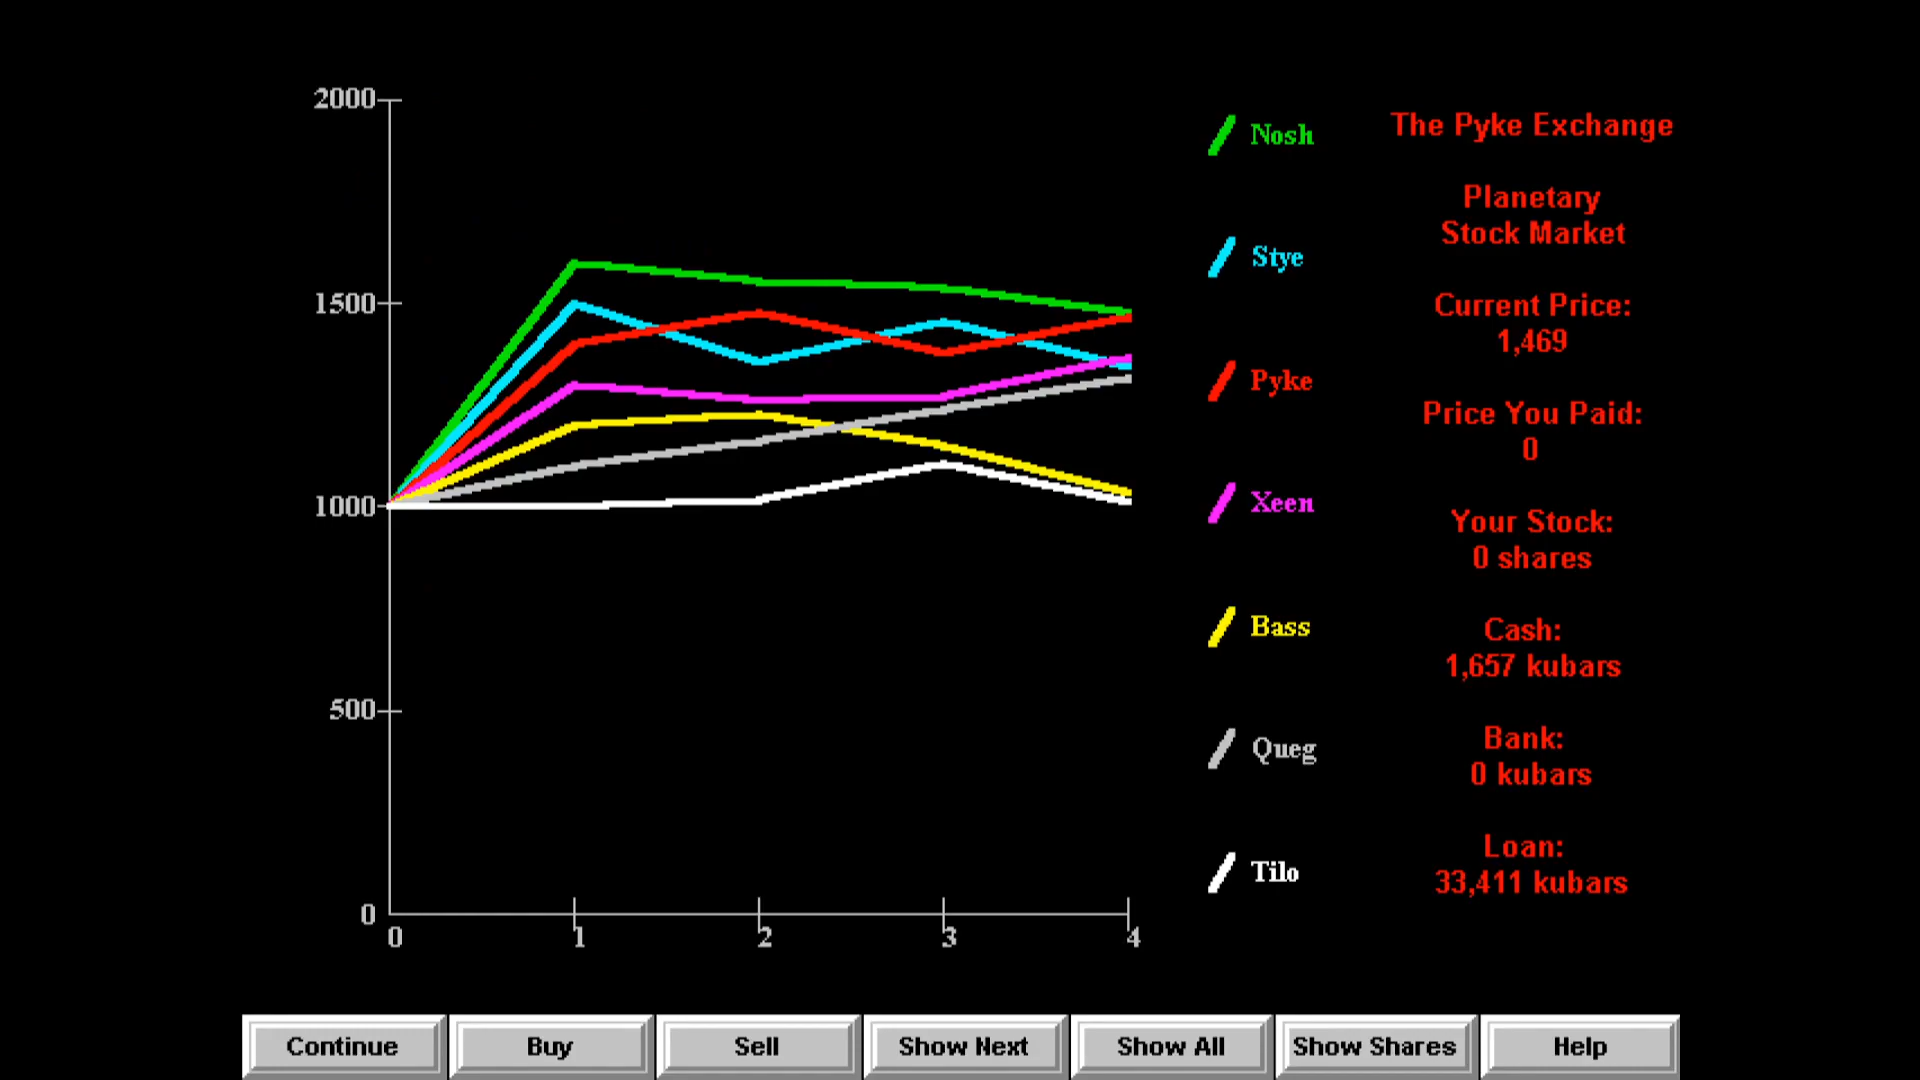 2000
1500
1000
500
0
0 1 2 3 4
Nosh
Stye
Pyke
Xeen
Bass
Queg
Tilo
The Pyke Exchange
Planetary
Stock Market
Current Price:
1,469
Price You Paid:
0
Your Stock:
0 shares
Cash:
1,657 kubars
Bank:
0 kubars
Loan:
33,411 kubars
Continue Buy Sell Show Next Show All Show Shares Help